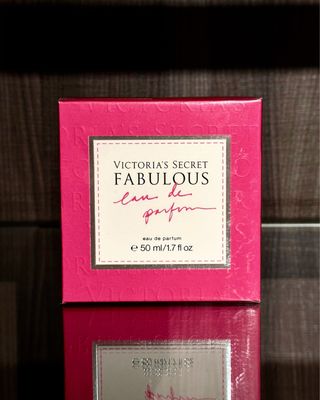 VICTORIA'S SECRET
FABULOUS
eau de
parfum
eau de parfum
℮ 50 ml/1.7 fl oz